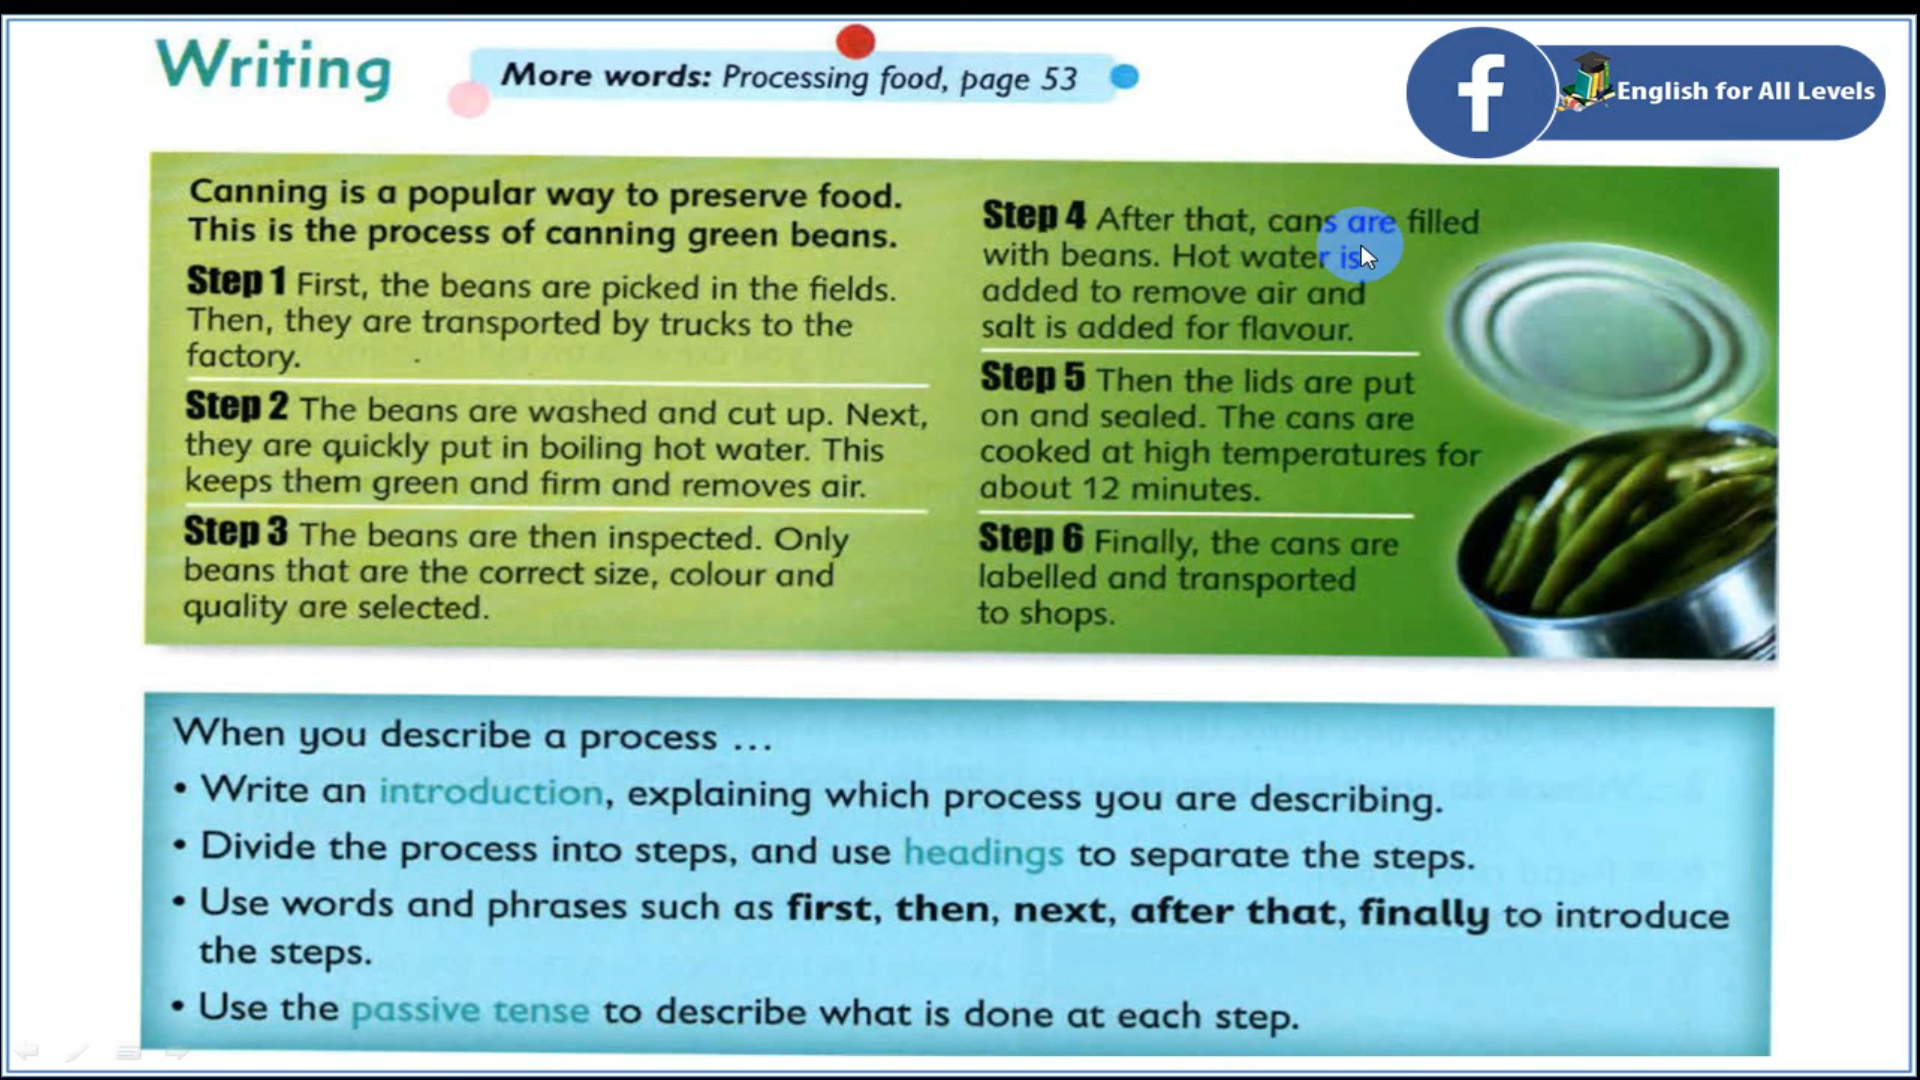 Writing
More words: Processing food, page 53
f
English for All Levels
Canning is a popular way to preserve food.
This is the process of canning green beans.
Step 1 First, the beans are picked in the fields.
Then, they are transported by trucks to the
factory.
Step 2 The beans are washed and cut up. Next,
they are quickly put in boiling hot water. This
keeps them green and firm and removes air.
Step 3 The beans are then inspected. Only
beans that are the correct size, colour and
quality are selected.
Step 4 After that, cans are filled
with beans. Hot water is
added to remove air and
salt is added for flavour.
Step 5 Then the lids are put
on and sealed. The cans are
cooked at high temperatures for
about 12 minutes.
Step 6 Finally, the cans are
labelled and transported
to shops.
When you describe a process ...
• Write an introduction, explaining which process you are describing.
• Divide the process into steps, and use headings to separate the steps.
• Use words and phrases such as first, then, next, after that, finally to introduce
the steps.
• Use the passive tense to describe what is done at each step.